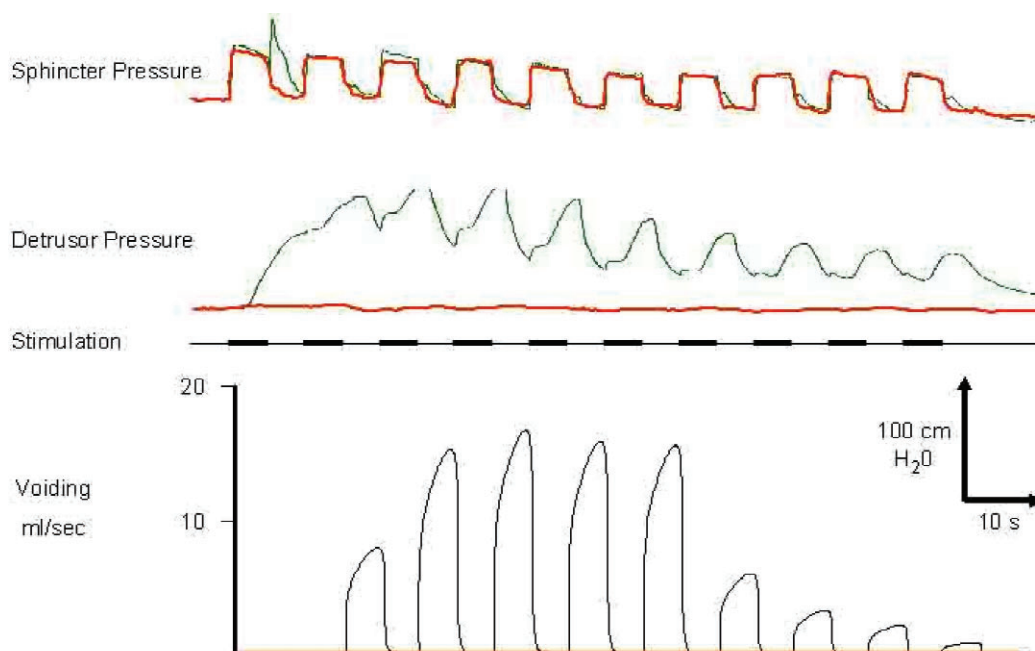 Sphincter Pressure
Detrusor Pressure
Stimulation
20
100 cm
H₂0
Voiding
ml/sec
10
10 s